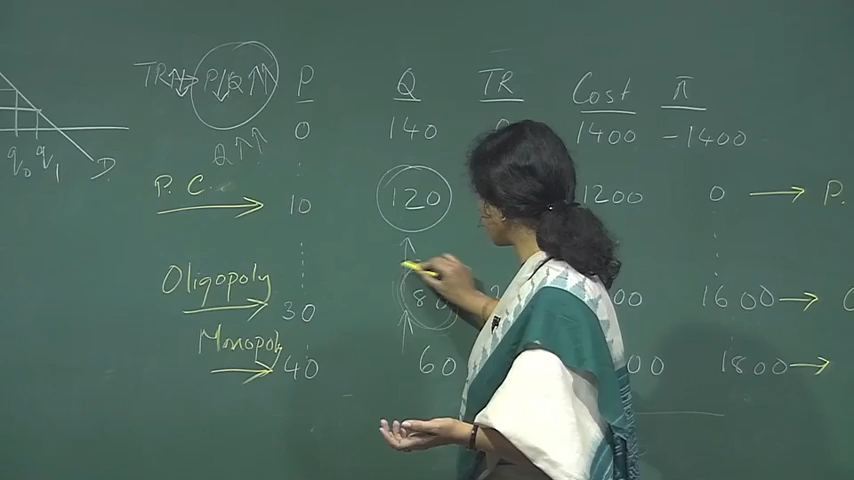 TR↑↓ P↓Q↑↑ P Q TR Cost π
0 140 0 1400 -1400
Q↑↑
q₀ q₁ D
P.C. → 10 120 1200 0 → P.
Oligopoly → 30 80 1600 →
Monopoly → 40 60 1800 →